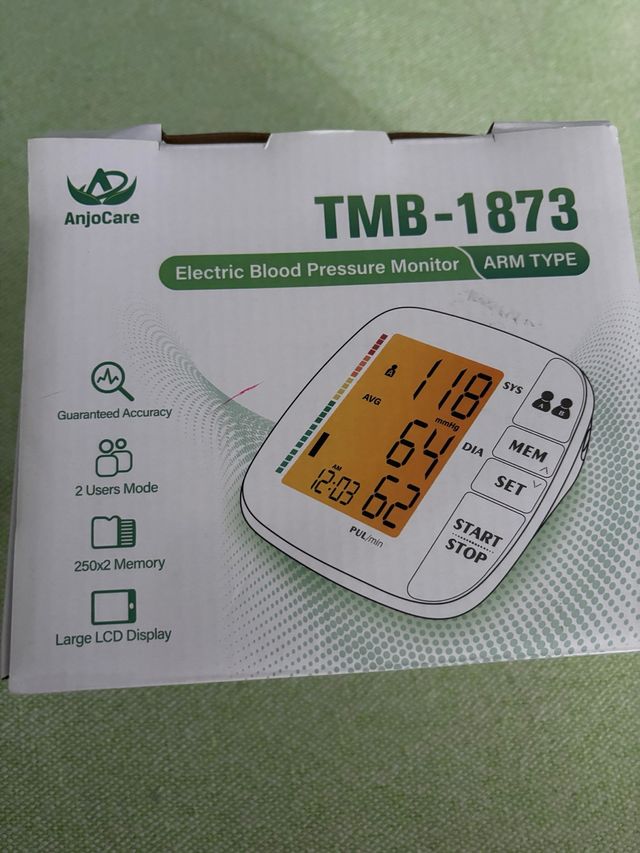 AnjoCare
TMB-1873
Electric Blood Pressure Monitor ARM TYPE
Guaranteed Accuracy
2 Users Mode
250x2 Memory
Large LCD Display
118 SYS
AVG
mmHg
64 DIA
AM
12:03 62
PUL/min
A B
MEM
SET
START
STOP